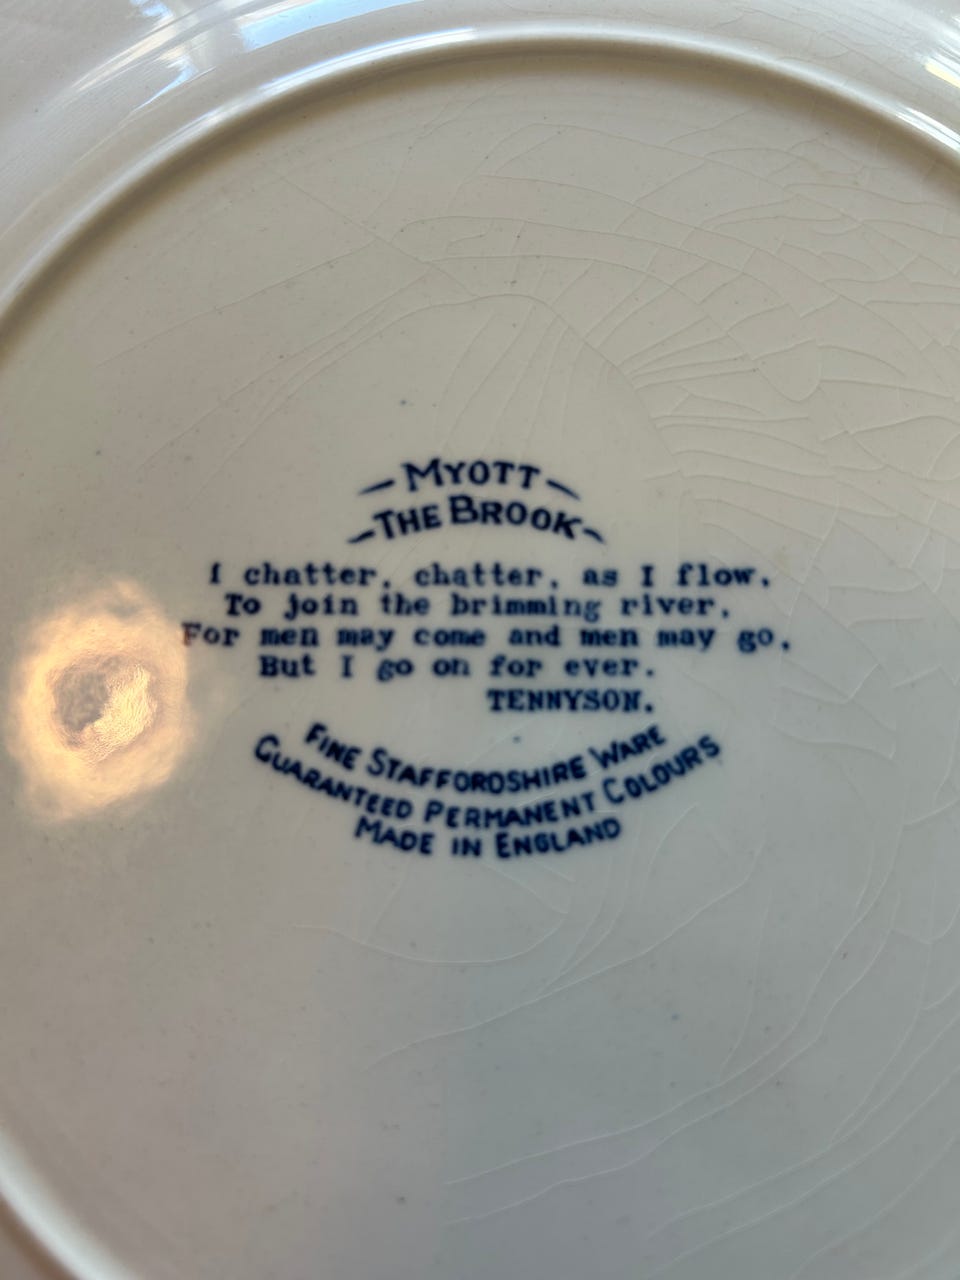 MYOTT
THE BROOK
I chatter, chatter, as I flow,
To join the brimming river,
For men may come and men may go,
But I go on for ever.
TENNYSON.
FINE STAFFORDSHIRE WARE
GUARANTEED PERMANENT COLOURS
MADE IN ENGLAND